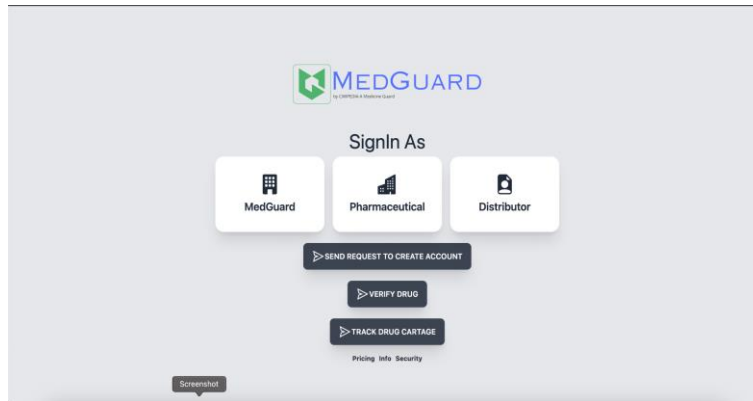 MEDGUARD
SignIn As
MedGuard Pharmaceutical Distributor
SEND REQUEST TO CREATE ACCOUNT
VERIFY DRUG
TRACK DRUG CARTAGE
Pricing Info Security
Screenshot